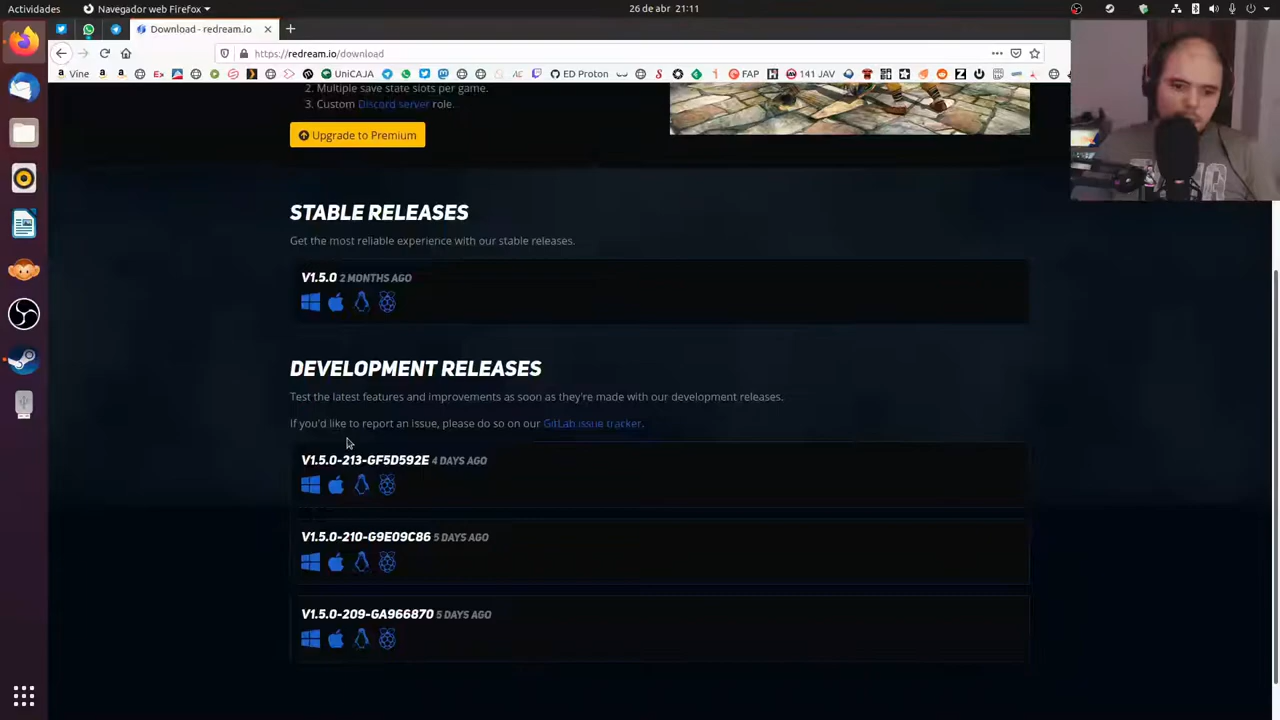 Actividades
Navegador web Firefox
26 de abr 21:11
Download - redream.io
https://redream.io/download
Vine
Ex
UniCAJA
ED Proton
FAP
141 JAV
2. Multiple save state slots per game.
3. Custom Discord server role.
Upgrade to Premium
STABLE RELEASES
Get the most reliable experience with our stable releases.
V1.5.0 2 MONTHS AGO
DEVELOPMENT RELEASES
Test the latest features and improvements as soon as they're made with our development releases.
If you'd like to report an issue, please do so on our GitLab issue tracker.
V1.5.0-213-GF5D592E 4 DAYS AGO
V1.5.0-210-G9E09C86 5 DAYS AGO
V1.5.0-209-GA966870 5 DAYS AGO